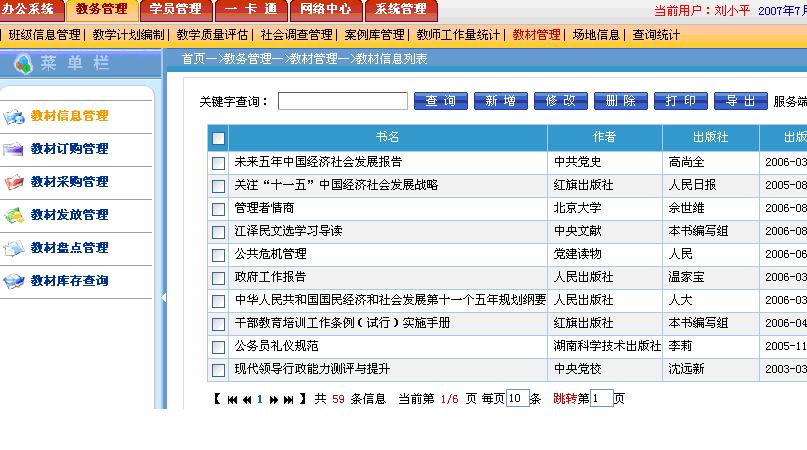 办公系统 教务管理 学员管理 一 卡 通 网络中心 系统管理 当前用户：刘小平 2007年7月
班级信息管理| 教学计划编制| 教学质量评估| 社会调查管理| 案例库管理| 教师工作量统计| 教材管理| 场地信息| 查询统计
菜 单 栏
首页—>教务管理—>教材管理—>教材信息列表
教材信息管理
教材订购管理
教材采购管理
教材发放管理
教材盘点管理
教材库存查询
关键字查询： 查 询 新 增 修 改 删 除 打 印 导 出 服务端
书名 作者 出版社 出版
未来五年中国经济社会发展报告 中共党史 高尚全 2006-03
关注“十一五”中国经济社会发展战略 红旗出版社 人民日报 2005-08
管理者情商 北京大学 余世维 2006-08
江泽民文选学习导读 中央文献 本书编写组 2006-08
公共危机管理 党建读物 人民 2006-06
政府工作报告 人民出版社 温家宝 2006-03
中华人民共和国国民经济和社会发展第十一个五年规划纲要 人民出版社 人大 2006-03
干部教育培训工作条例（试行）实施手册 红旗出版社 本书编写组 2006-04
公务员礼仪规范 湖南科学技术出版社 李莉 2005-11
现代领导行政能力测评与提升 中央党校 沈远新 2003-03
【 1 】 共 59 条信息 当前第 1/6 页 每页 10 条 跳转第 1 页